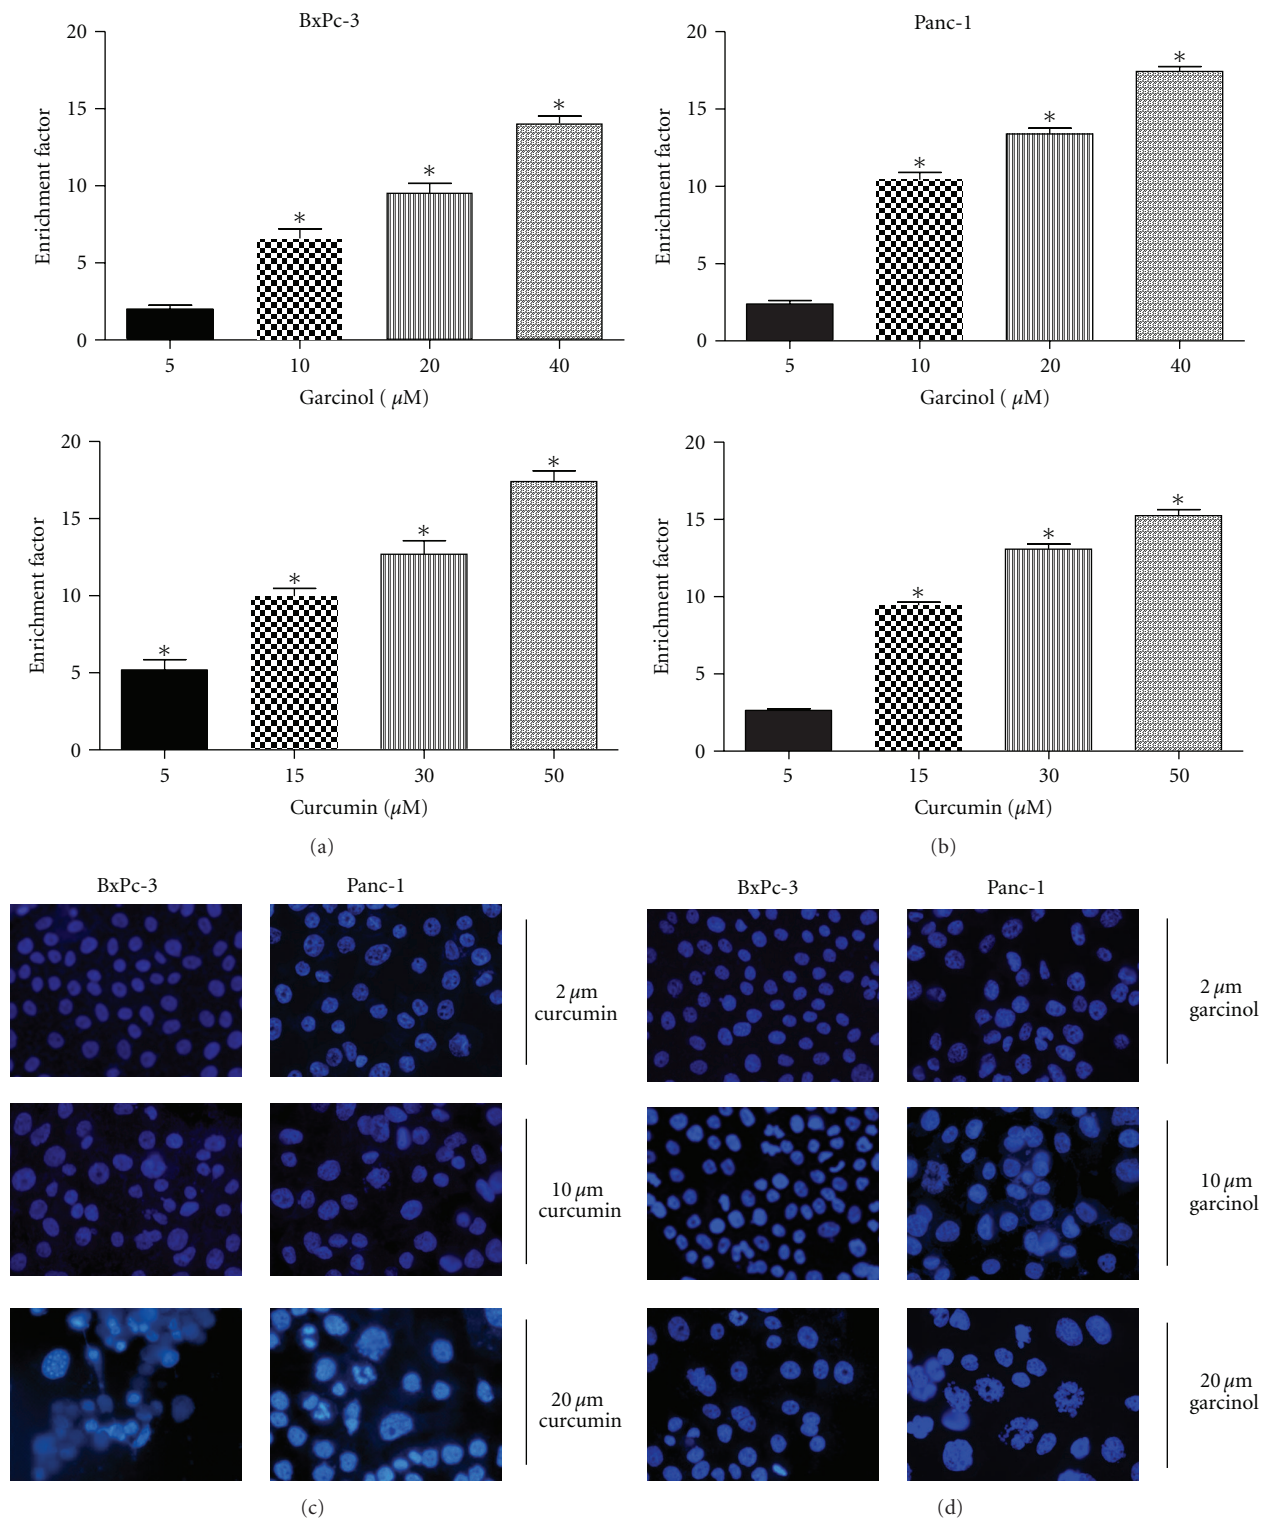 BxPc-3
20
15
10
5
0
Enrichment factor
*
*
*
5
10
20
40
Garcinol ( μM)
Panc-1
20
15
10
5
0
Enrichment factor
*
*
*
5
10
20
40
Garcinol ( μM)
20
15
10
5
0
Enrichment factor
*
*
*
*
5
15
30
50
Curcumin (μM)
(a)
20
15
10
5
0
Enrichment factor
*
*
*
5
15
30
50
Curcumin (μM)
(b)
BxPc-3
Panc-1
2 μm
curcumin
10 μm
curcumin
20 μm
curcumin
(c)
BxPc-3
Panc-1
2 μm
garcinol
10 μm
garcinol
20 μm
garcinol
(d)